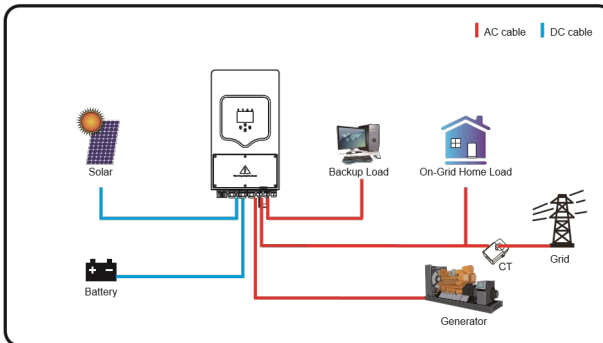 AC cable
DC cable
Solar
Backup Load
On-Grid Home Load
Battery
CT
Grid
Generator